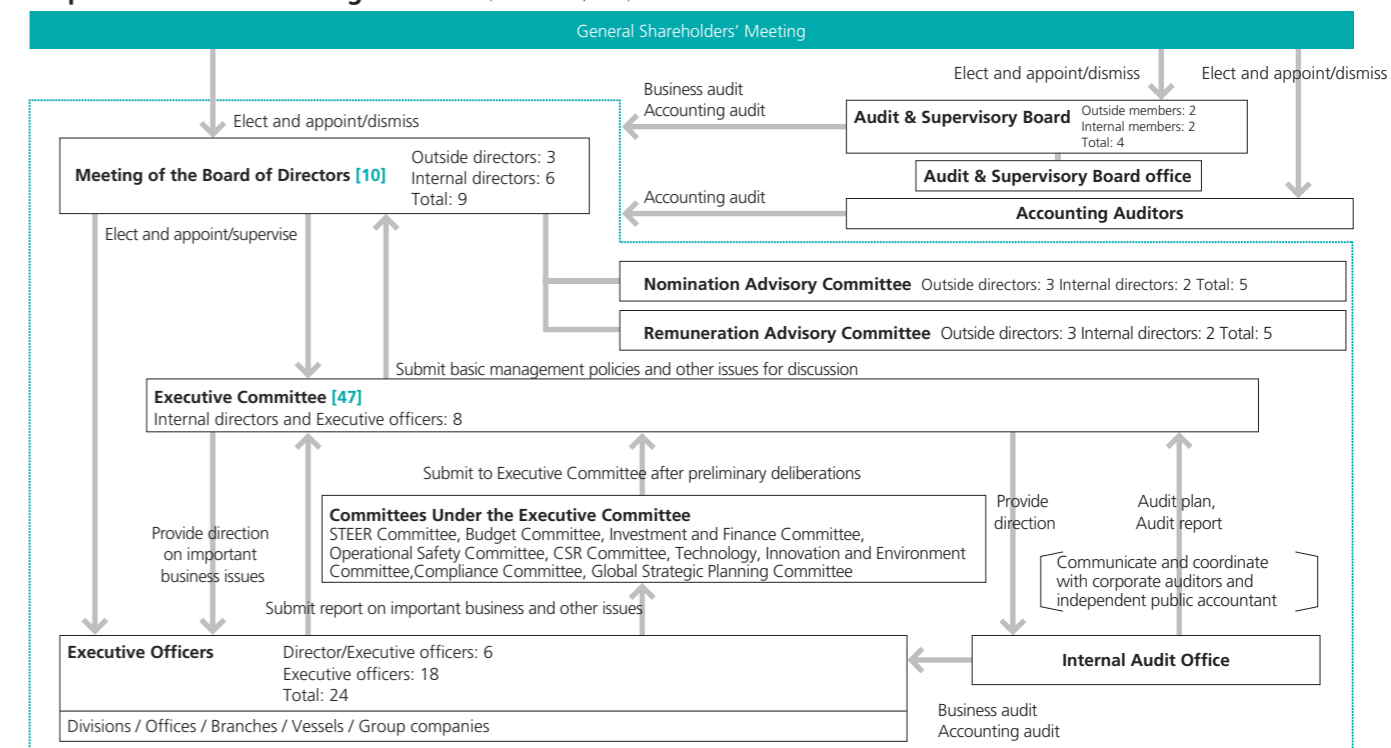 General Shareholders' Meeting
Elect and appoint/dismiss
Elect and appoint/dismiss
Business audit
Accounting audit
Audit & Supervisory Board
Outside members: 2
Internal members: 2
Total: 4
Elect and appoint/dismiss
Meeting of the Board of Directors [10]
Outside directors: 3
Internal directors: 6
Total: 9
Audit & Supervisory Board office
Accounting audit
Accounting Auditors
Elect and appoint/supervise
Nomination Advisory Committee Outside directors: 3 Internal directors: 2 Total: 5
Remuneration Advisory Committee Outside directors: 3 Internal directors: 2 Total: 5
Submit basic management policies and other issues for discussion
Executive Committee [47]
Internal directors and Executive officers: 8
Submit to Executive Committee after preliminary deliberations
Committees Under the Executive Committee
STEER Committee, Budget Committee, Investment and Finance Committee,
Operational Safety Committee, CSR Committee, Technology, Innovation and Environment
Committee,Compliance Committee, Global Strategic Planning Committee
Provide direction
on important
business issues
Provide
direction
Audit plan,
Audit report
Communicate and coordinate
with corporate auditors and
independent public accountant
Submit report on important business and other issues
Executive Officers
Director/Executive officers: 6
Executive officers: 18
Total: 24
Internal Audit Office
Divisions / Offices / Branches / Vessels / Group companies
Business audit
Accounting audit